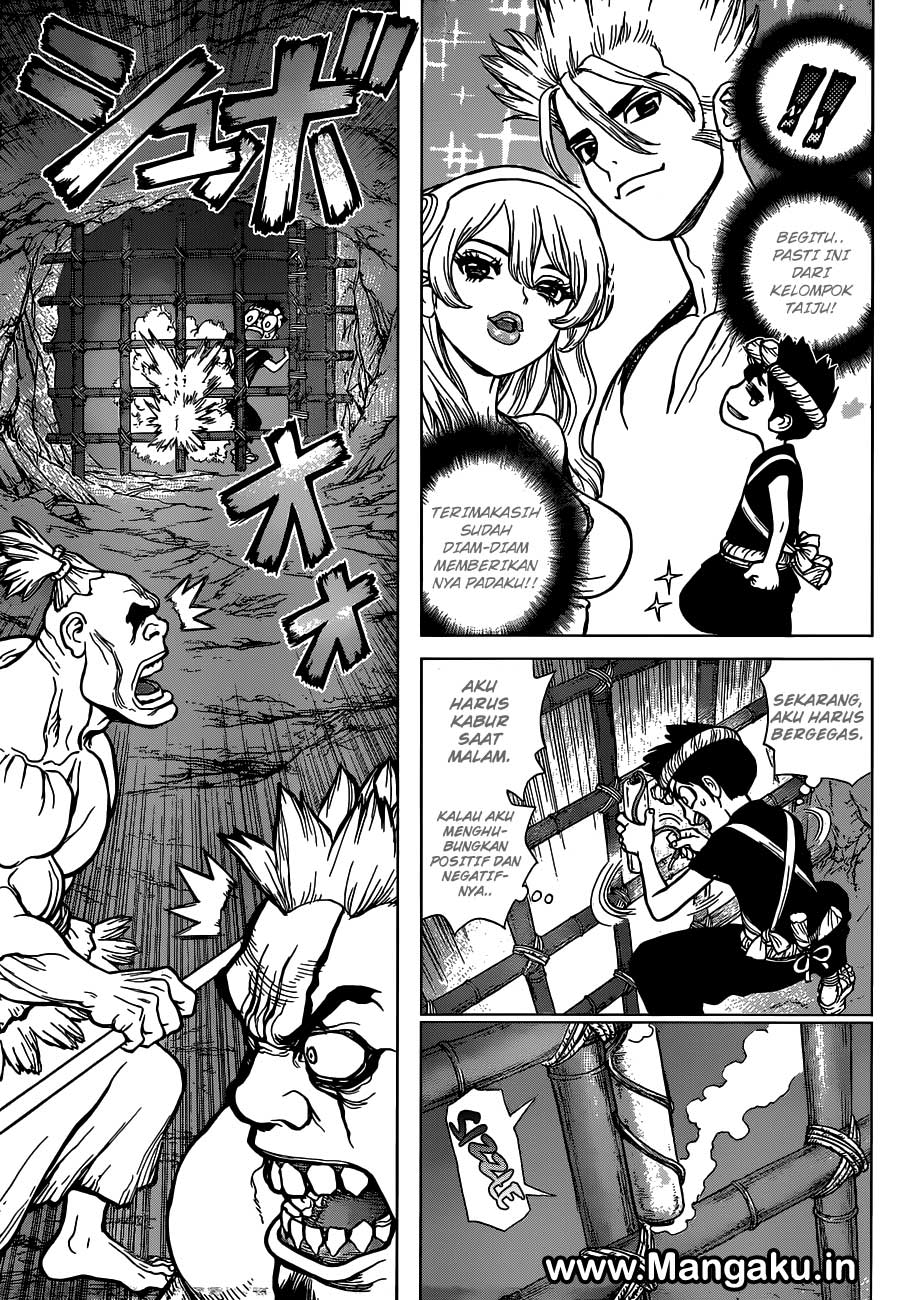 !!
BEGITU..
PASTI INI
DARI
KELOMPOK
TAIJU!
TERIMAKASIH
SUDAH
DIAM-DIAM
MEMBERIKAN
NYA PADAKU!!
SEKARANG,
AKU HARUS
BERGEGAS.
AKU
HARUS
KABUR
SAAT
MALAM.
KALAU AKU
MENGHU-
BUNGKAN
POSITIF DAN
NEGATIF-
NYA..
SIZZLE
シュボ
オ
オ
www.Mangaku.in